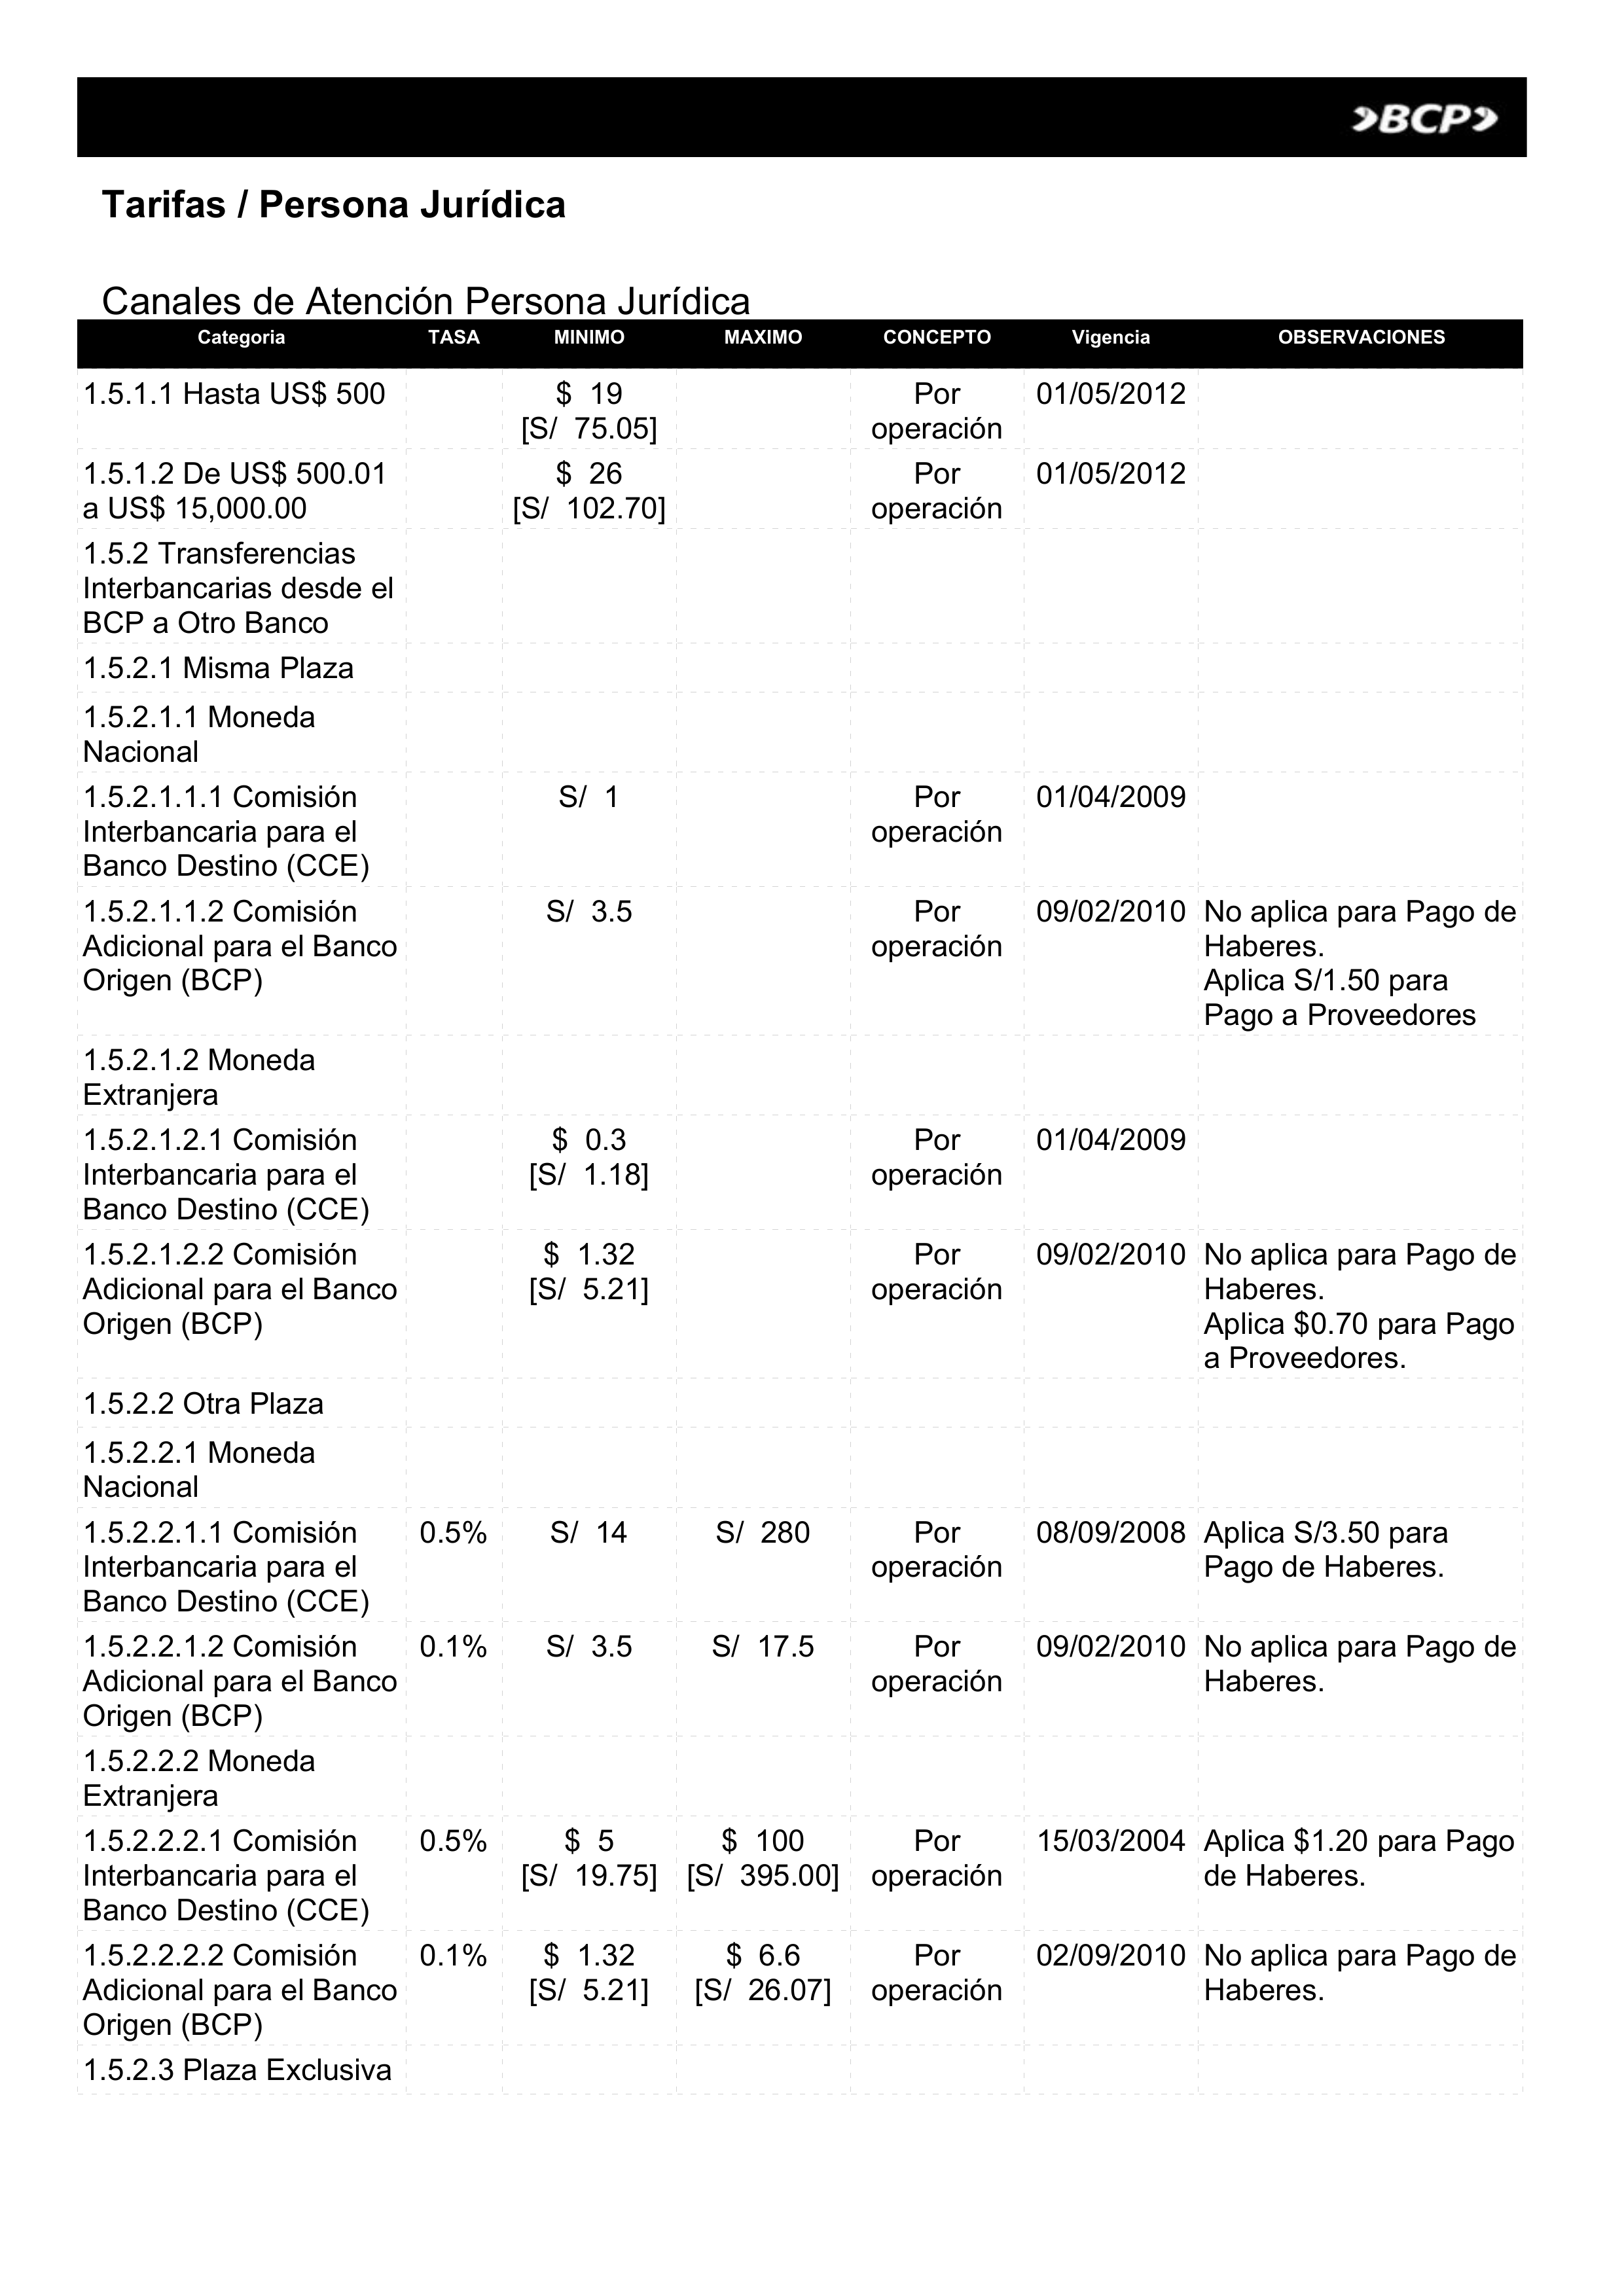 BCP
Tarifas / Persona Jurídica
Canales de Atención Persona Jurídica
Categoria TASA MINIMO MAXIMO CONCEPTO Vigencia OBSERVACIONES
1.5.1.1 Hasta US$ 500 $ 19 Por 01/05/2012
[S/ 75.05] operación
1.5.1.2 De US$ 500.01 $ 26 Por 01/05/2012
a US$ 15,000.00 [S/ 102.70] operación
1.5.2 Transferencias
Interbancarias desde el
BCP a Otro Banco
1.5.2.1 Misma Plaza
1.5.2.1.1 Moneda
Nacional
1.5.2.1.1.1 Comisión S/ 1 Por 01/04/2009
Interbancaria para el operación
Banco Destino (CCE)
1.5.2.1.1.2 Comisión S/ 3.5 Por 09/02/2010 No aplica para Pago de
Adicional para el Banco operación Haberes.
Origen (BCP) Aplica S/1.50 para
Pago a Proveedores
1.5.2.1.2 Moneda
Extranjera
1.5.2.1.2.1 Comisión $ 0.3 Por 01/04/2009
Interbancaria para el [S/ 1.18] operación
Banco Destino (CCE)
1.5.2.1.2.2 Comisión $ 1.32 Por 09/02/2010 No aplica para Pago de
Adicional para el Banco [S/ 5.21] operación Haberes.
Origen (BCP) Aplica $0.70 para Pago
a Proveedores.
1.5.2.2 Otra Plaza
1.5.2.2.1 Moneda
Nacional
1.5.2.2.1.1 Comisión 0.5% S/ 14 S/ 280 Por 08/09/2008 Aplica S/3.50 para
Interbancaria para el operación Pago de Haberes.
Banco Destino (CCE)
1.5.2.2.1.2 Comisión 0.1% S/ 3.5 S/ 17.5 Por 09/02/2010 No aplica para Pago de
Adicional para el Banco operación Haberes.
Origen (BCP)
1.5.2.2.2 Moneda
Extranjera
1.5.2.2.2.1 Comisión 0.5% $ 5 $ 100 Por 15/03/2004 Aplica $1.20 para Pago
Interbancaria para el [S/ 19.75] [S/ 395.00] operación de Haberes.
Banco Destino (CCE)
1.5.2.2.2.2 Comisión 0.1% $ 1.32 $ 6.6 Por 02/09/2010 No aplica para Pago de
Adicional para el Banco [S/ 5.21] [S/ 26.07] operación Haberes.
Origen (BCP)
1.5.2.3 Plaza Exclusiva